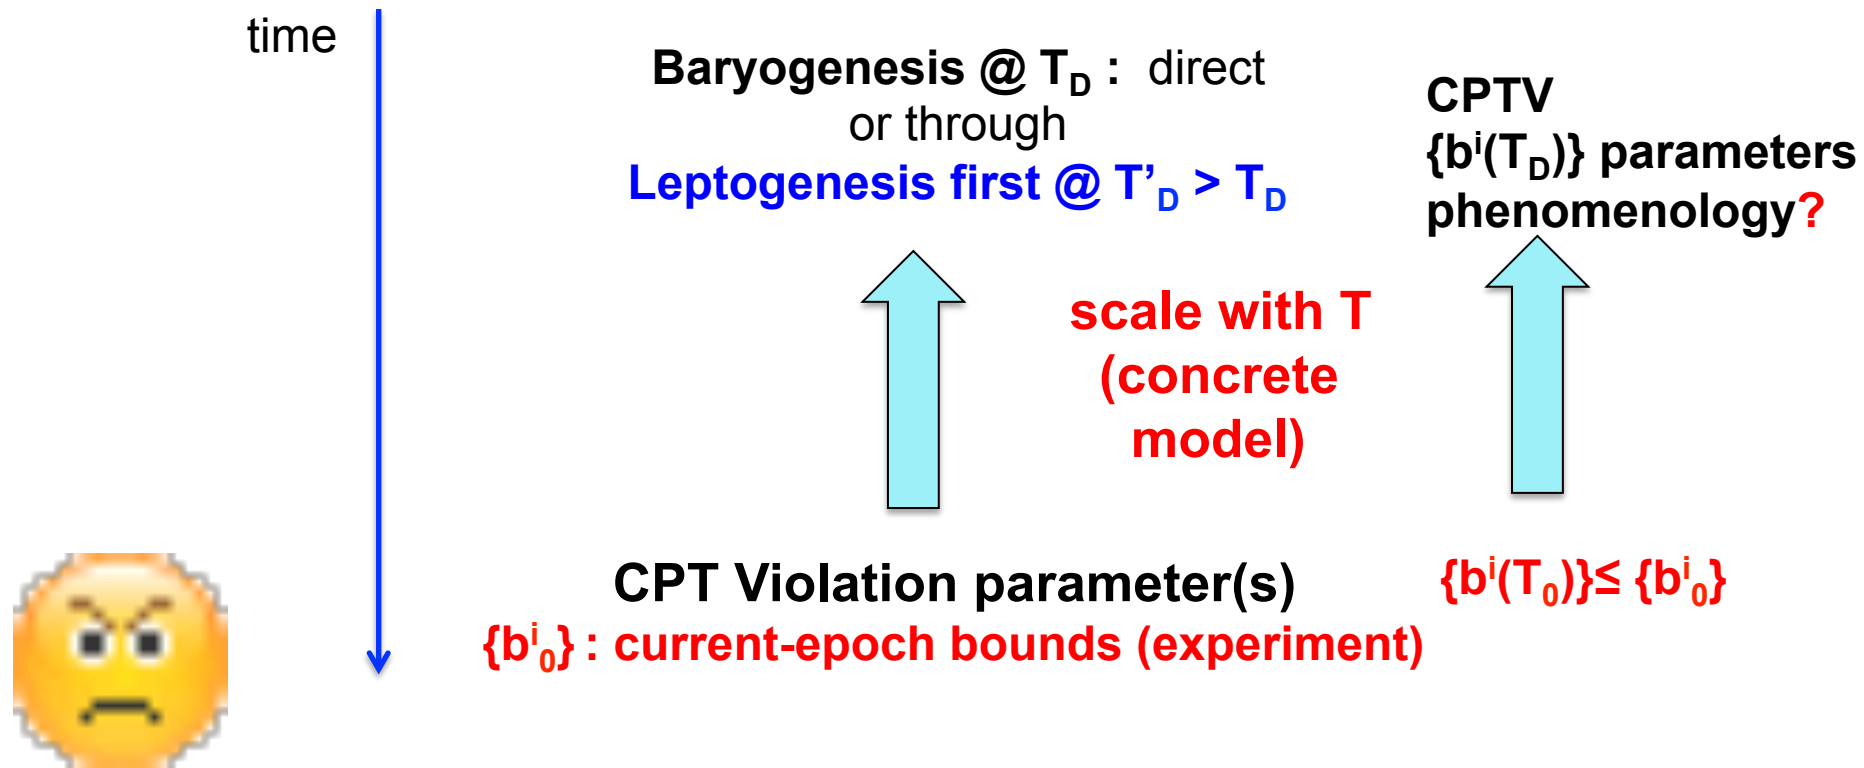 time
Baryogenesis @ T_D : direct
or through
Leptogenesis first @ T’_D > T_D
CPTV
{b^i(T_D)} parameters
phenomenology?
scale with T
(concrete
model)
CPT Violation parameter(s)
{b^i_0} : current-epoch bounds (experiment)
{b^i(T_0)}≤ {b^i_0}